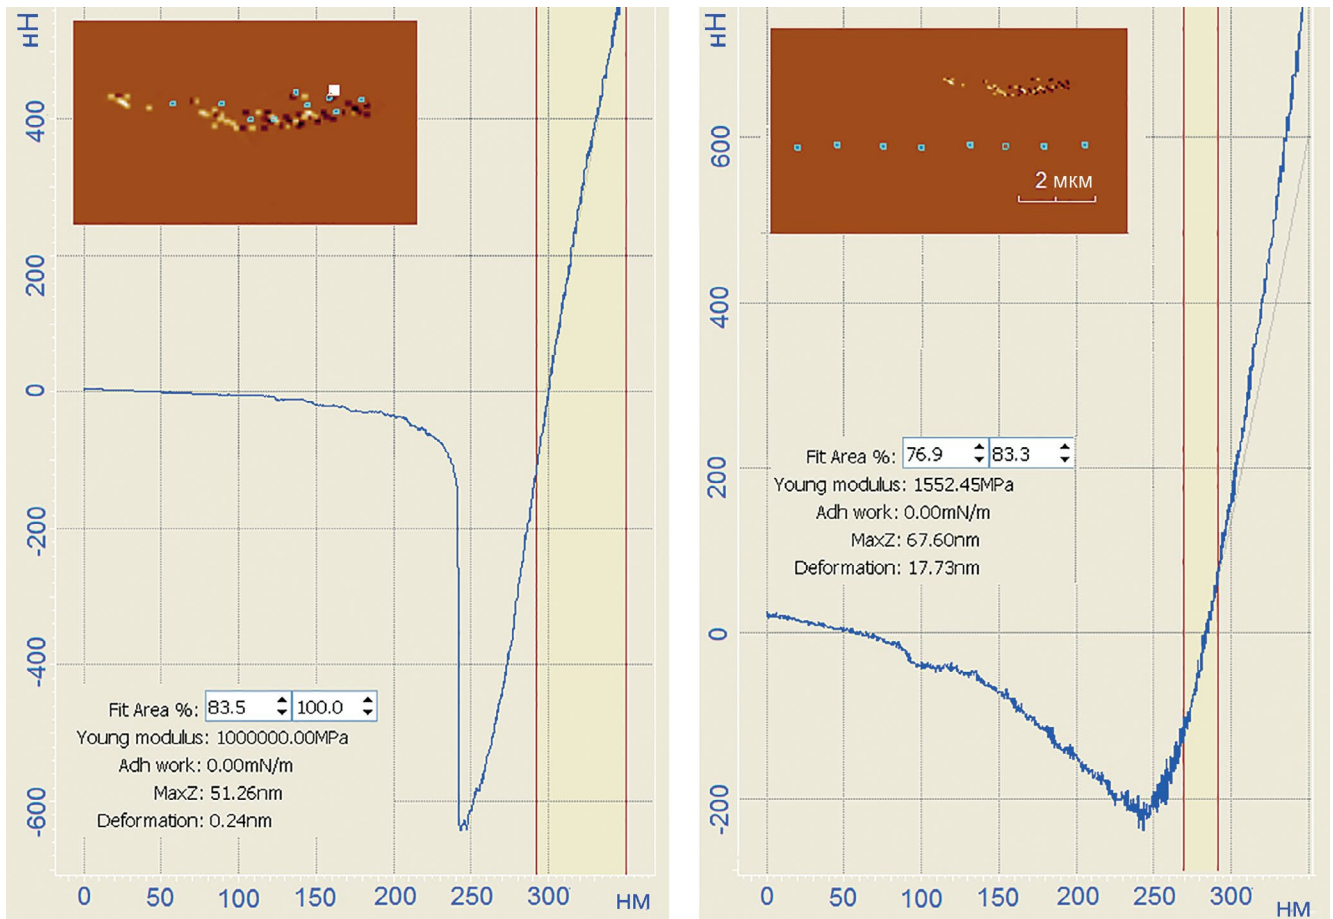 нН
400
200
0
-200
-400
-600
Fit Area %: 83.5 100.0
Young modulus: 1000000.00MPa
Adh work: 0.00mN/m
MaxZ: 51.26nm
Deformation: 0.24nm
0 50 100 150 200 250 300 нм
нН
2 мкм
600
400
200
0
-200
Fit Area %: 76.9 83.3
Young modulus: 1552.45MPa
Adh work: 0.00mN/m
MaxZ: 67.60nm
Deformation: 17.73nm
0 50 100 150 200 250 300 нм